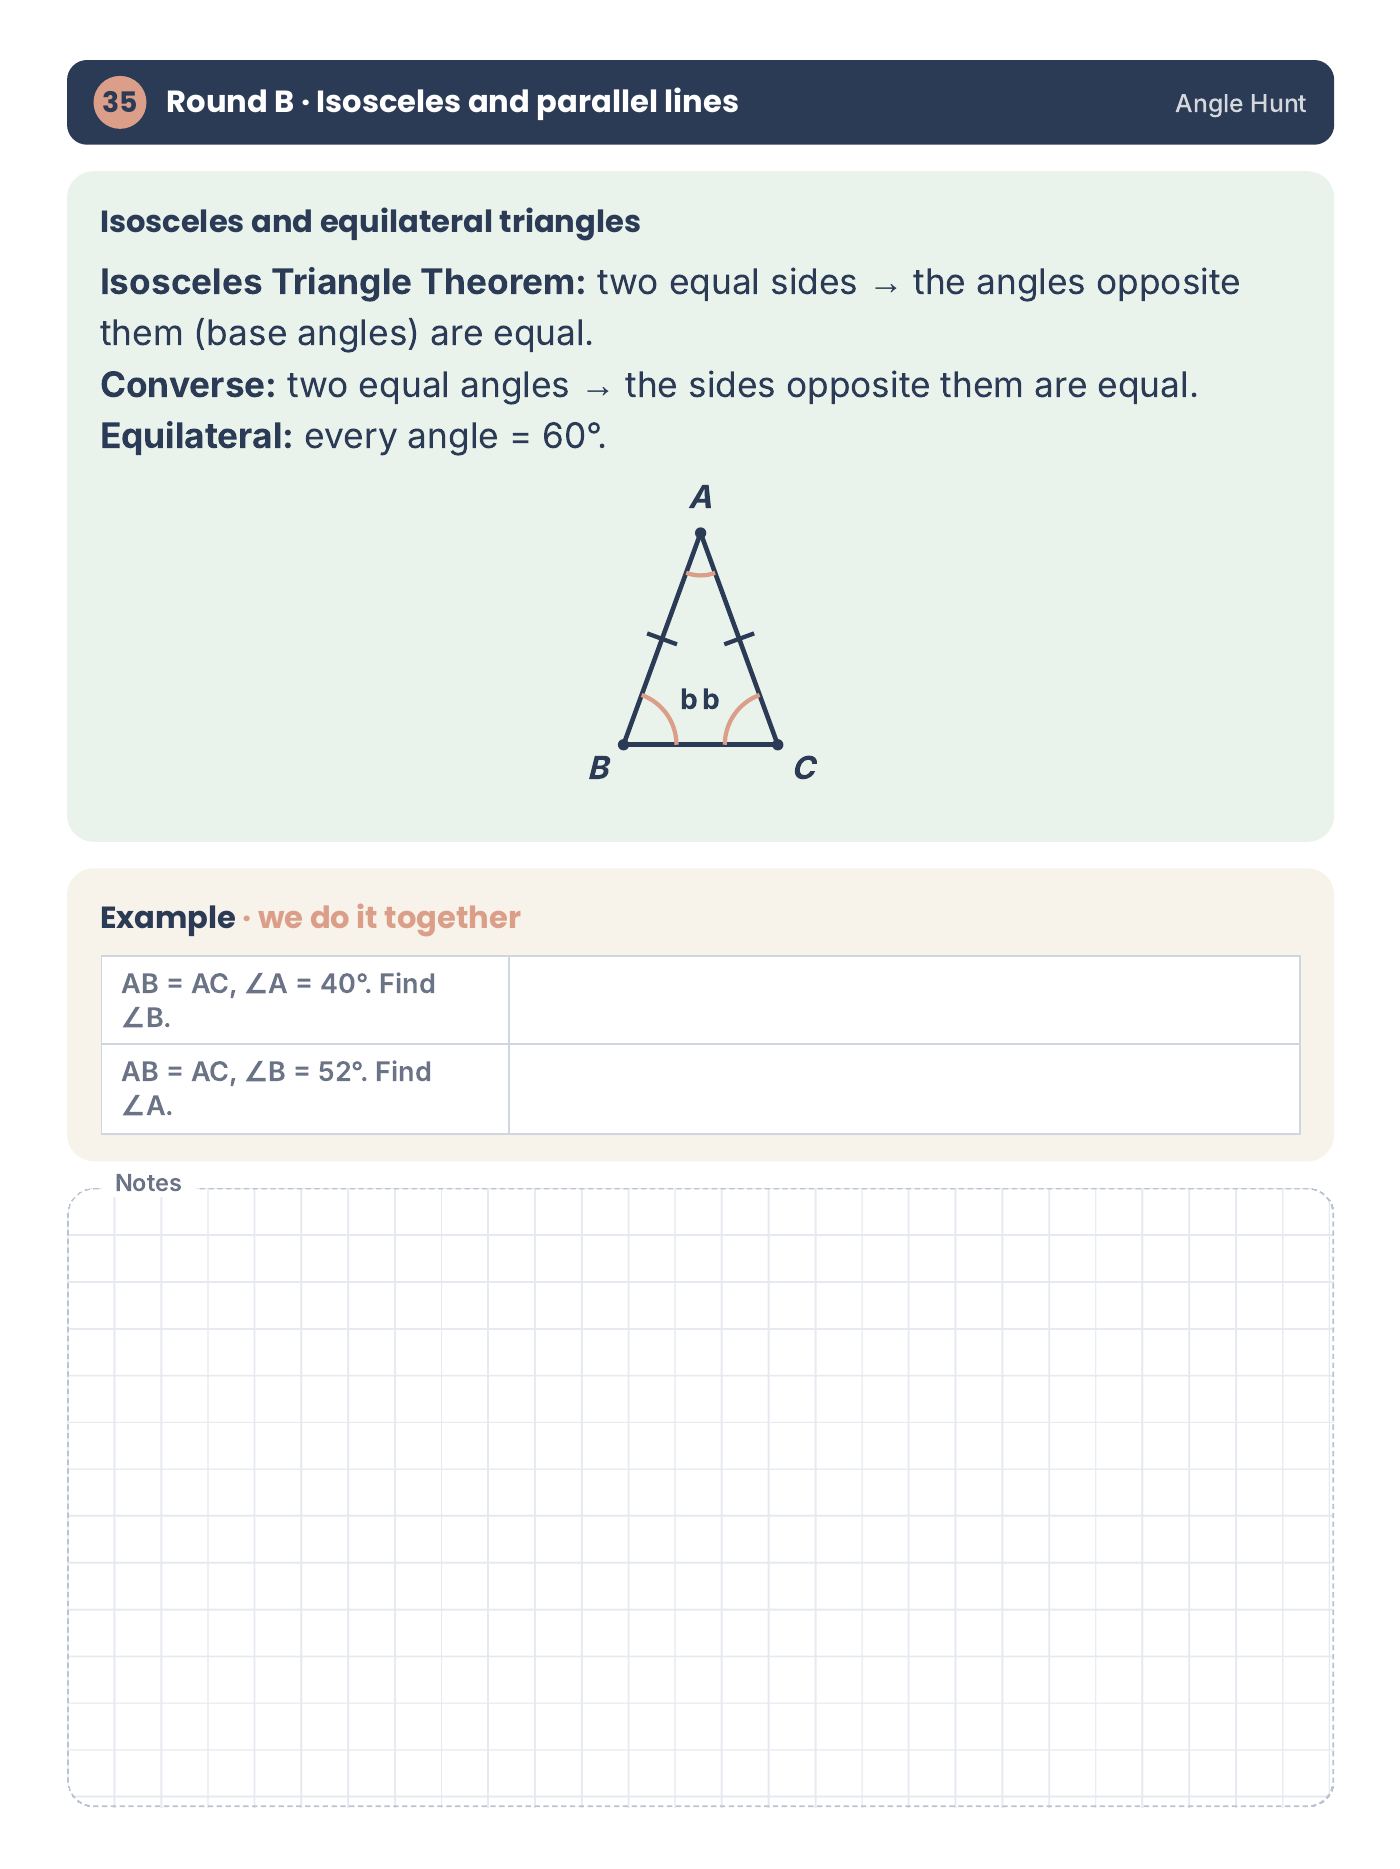 35 Round B · Isosceles and parallel lines Angle Hunt
Isosceles and equilateral triangles
Isosceles Triangle Theorem: two equal sides → the angles opposite
them (base angles) are equal.
Converse: two equal angles → the sides opposite them are equal.
Equilateral: every angle = 60°.
A
b b
B C
Example · we do it together
AB = AC, ∠A = 40°. Find
∠B.
AB = AC, ∠B = 52°. Find
∠A.
Notes